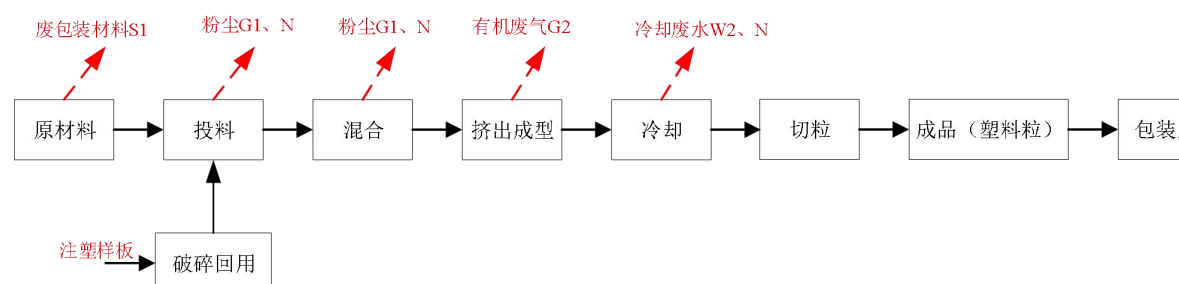 废包装材料S1
粉尘G1、N
粉尘G1、N
有机废气G2
冷却废水W2、N
原材料
投料
混合
挤出成型
冷却
切粒
成品（塑料粒）
包装
注塑样板
破碎回用